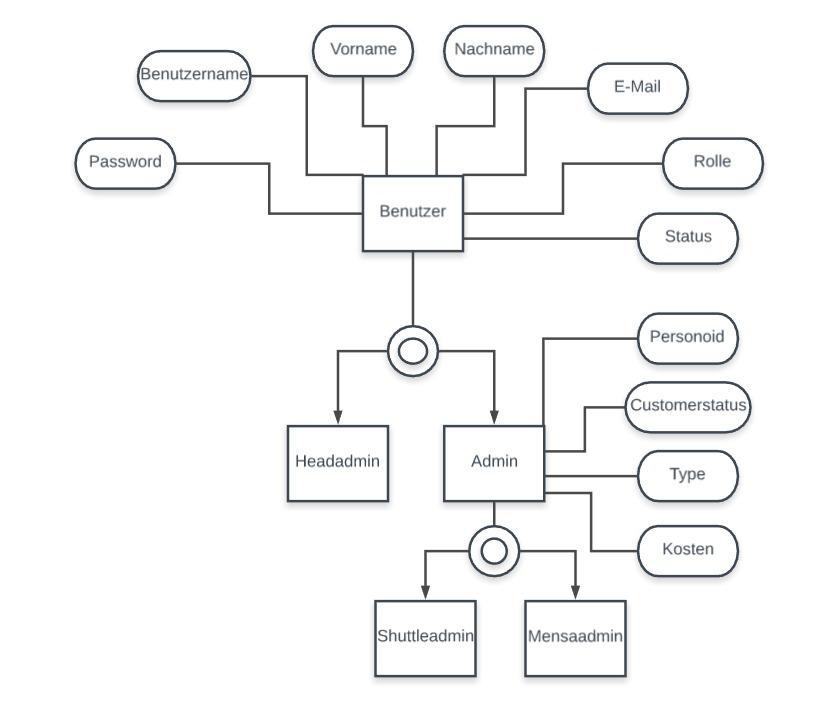 Vorname
Nachname
Benutzername
E-Mail
Password
Rolle
Benutzer
Status
Personoid
Customerstatus
Headadmin
Admin
Type
Kosten
Shuttleadmin
Mensaadmin